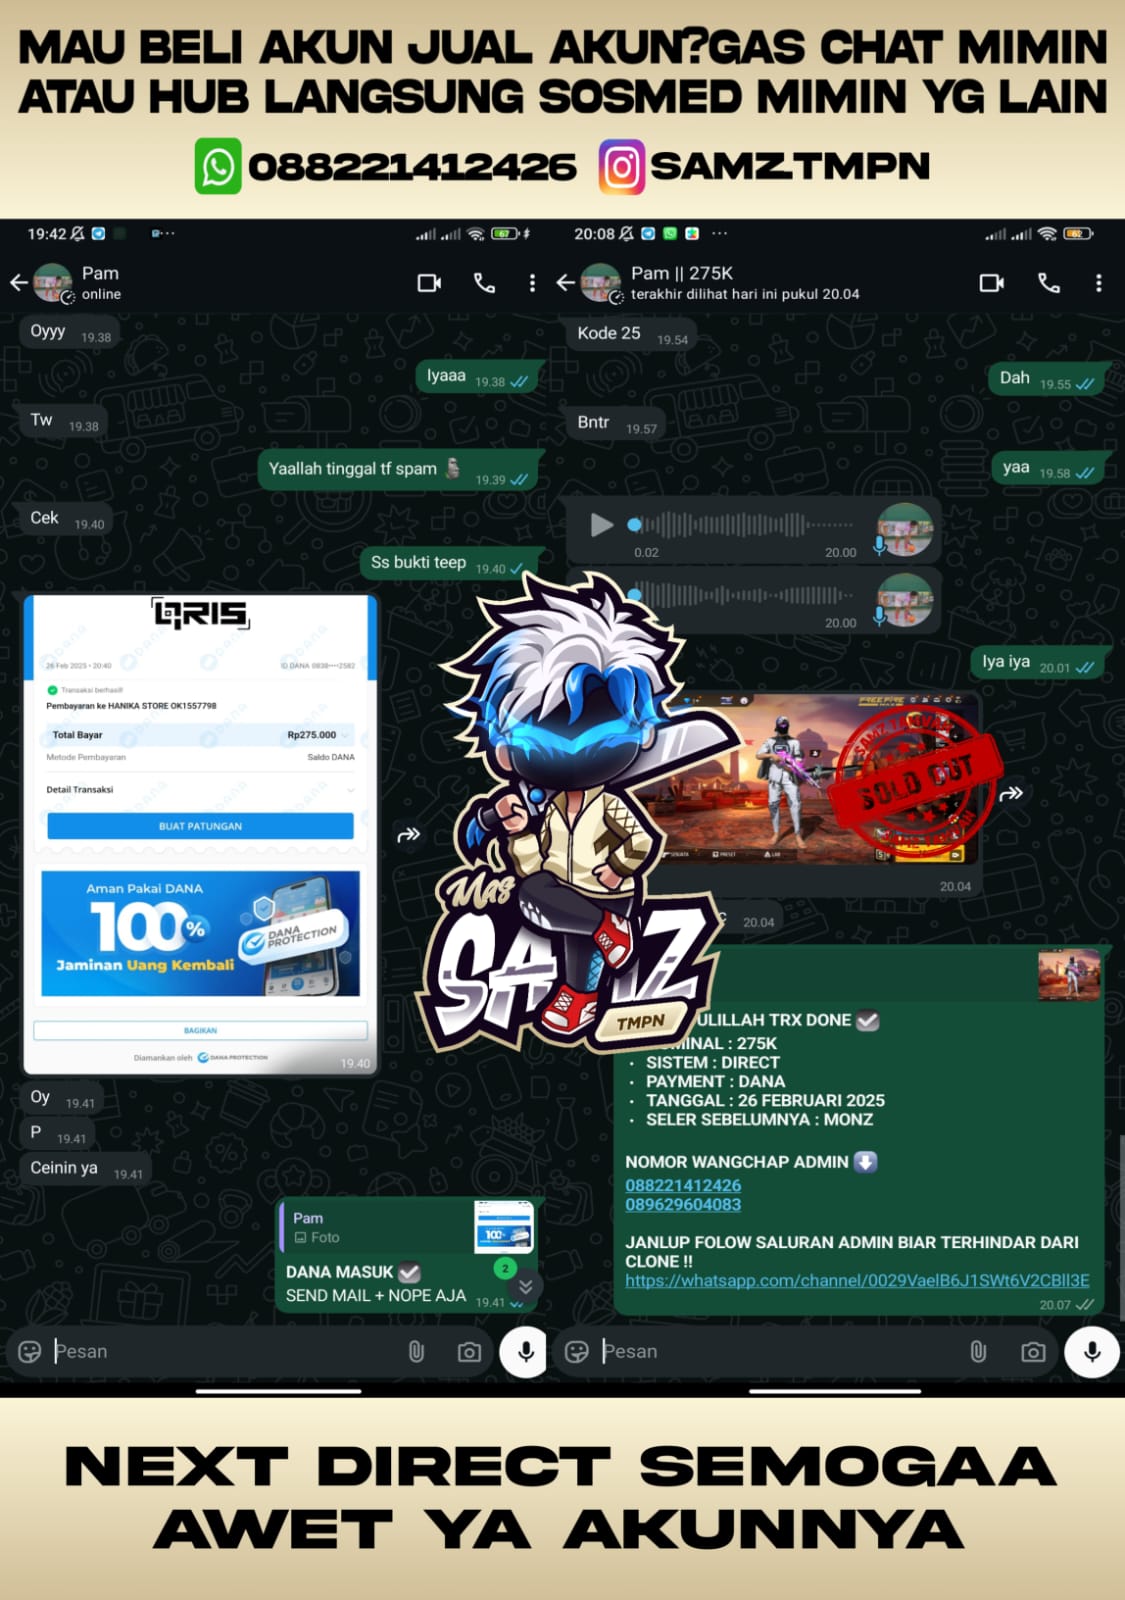 MAU BELI AKUN JUAL AKUN?GAS CHAT MIMIN
ATAU HUB LANGSUNG SOSMED MIMIN YG LAIN
088221412426 SAMZ.TMPN
19:42
67
Pam
online
Oyyy 19.38
Iyaaa 19.38
Tw 19.38
Yaallah tinggal tf spam 19.39
Cek 19.40
Ss bukti teep 19.40
QRIS
26 Feb 2025 • 20:40 ID DANA 0838••••2582
Transaksi berhasil!
Pembayaran ke HANIKA STORE OK1557798
Total Bayar Rp275.000
Metode Pembayaran Saldo DANA
Detail Transaksi
BUAT PATUNGAN
Aman Pakai DANA
100%
Jaminan Uang Kembali
DANA PROTECTION
BAGIKAN
Diamankan oleh DANA PROTECTION
19.40
Oy 19.41
P 19.41
Ceinin ya 19.41
Pam
Foto
DANA MASUK
SEND MAIL + NOPE AJA 19.41
2
Pesan
20:08
62
Pam || 275K
terakhir dilihat hari ini pukul 20.04
Kode 25 19.54
Dah 19.55
Bntr 19.57
yaa 19.58
0.02 20.00
20.00
Iya iya 20.01
FREE FIRE
SOLD OUT
SENJATA PRESET LAB
20.04
20.04
ULILLAH TRX DONE
MINAL : 275K
· SISTEM : DIRECT
· PAYMENT : DANA
· TANGGAL : 26 FEBRUARI 2025
· SELER SEBELUMNYA : MONZ
NOMOR WANGCHAP ADMIN
088221412426
089629604083
JANLUP FOLOW SALURAN ADMIN BIAR TERHINDAR DARI
CLONE !!
https://whatsapp.com/channel/0029VaelB6J1SWt6V2CBll3E
20.07
Pesan
Mas
SAMZ
TMPN
NEXT DIRECT SEMOGAA
AWET YA AKUNNYA